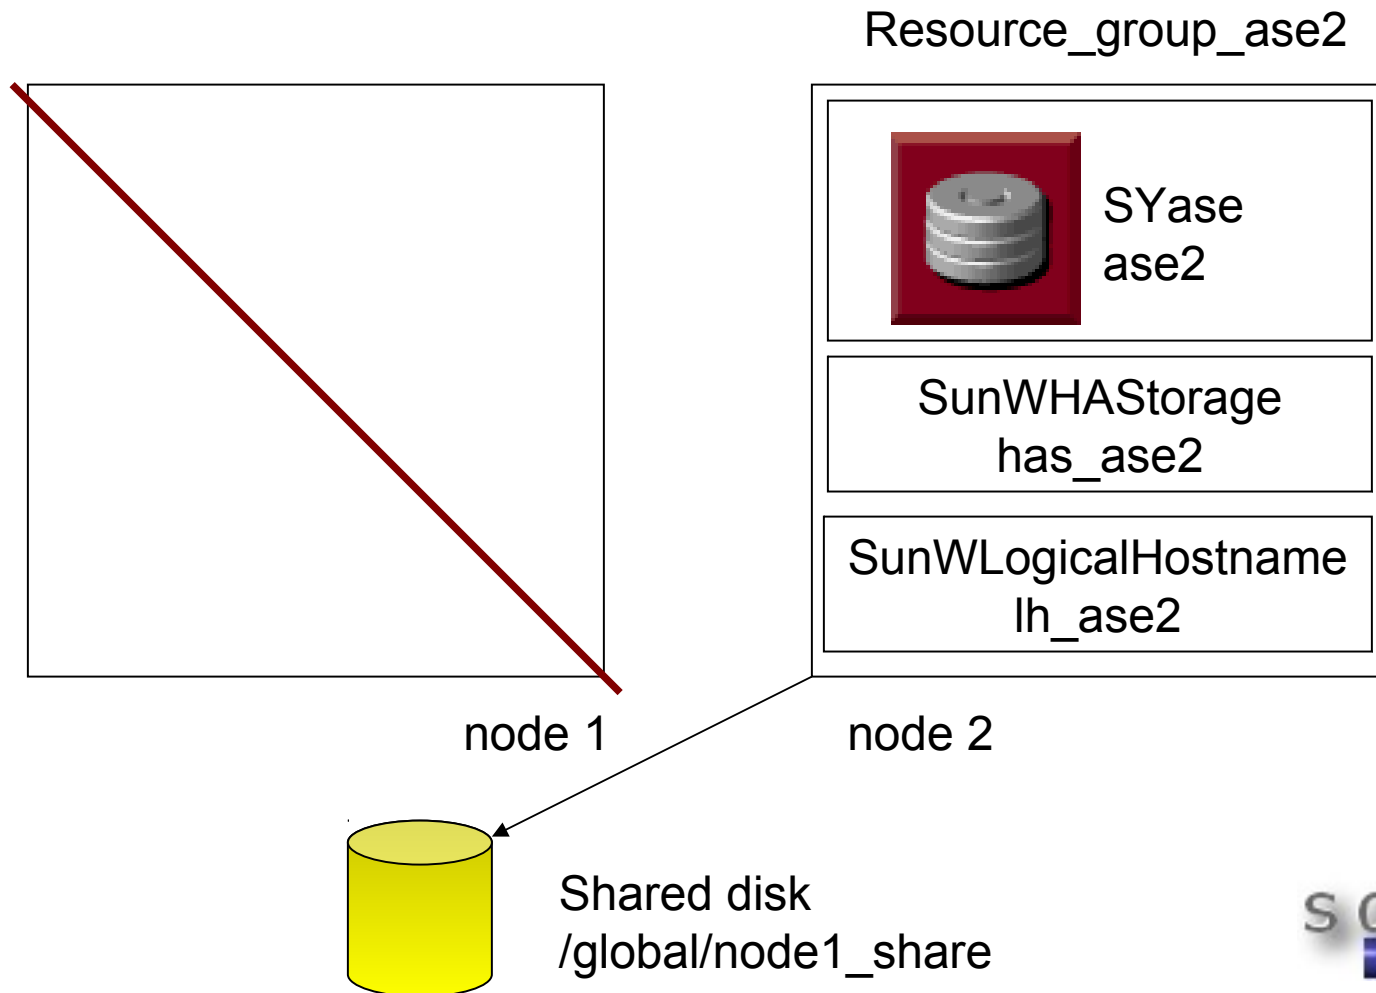 Resource_group_ase2
SYase
ase2
SunWHAStorage
has_ase2
SunWLogicalHostname
lh_ase2
node 1
node 2
Shared disk
/global/node1_share